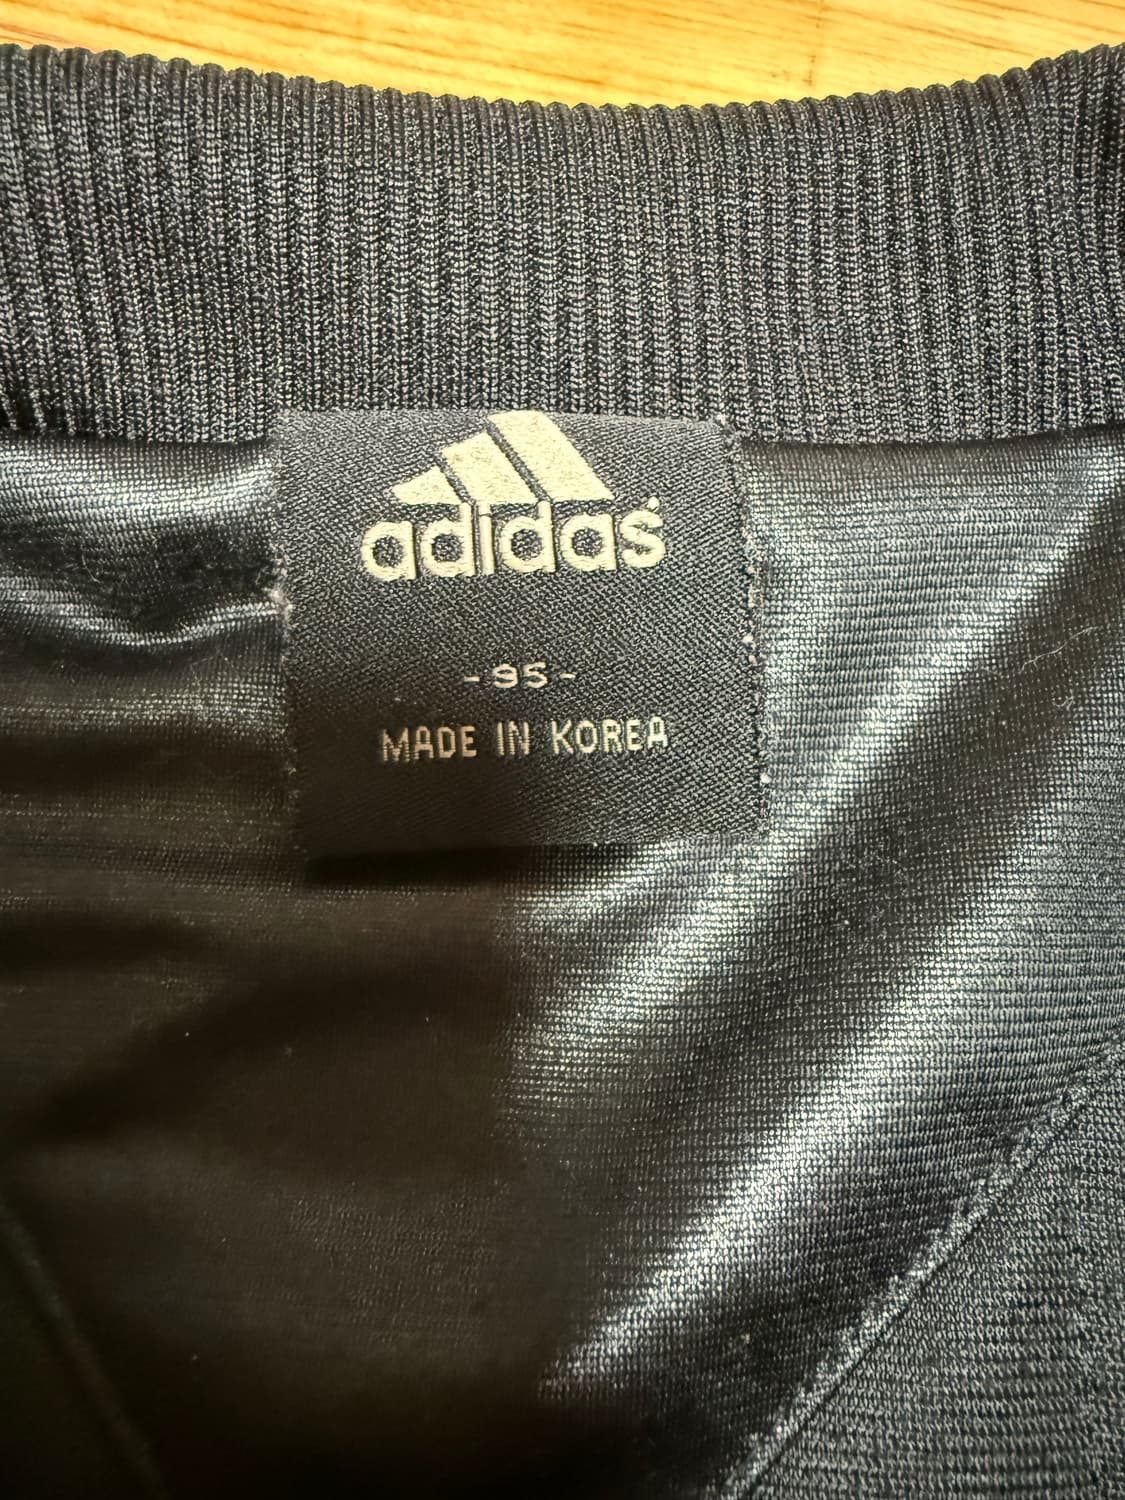 adidas
-95-
MADE IN KOREA